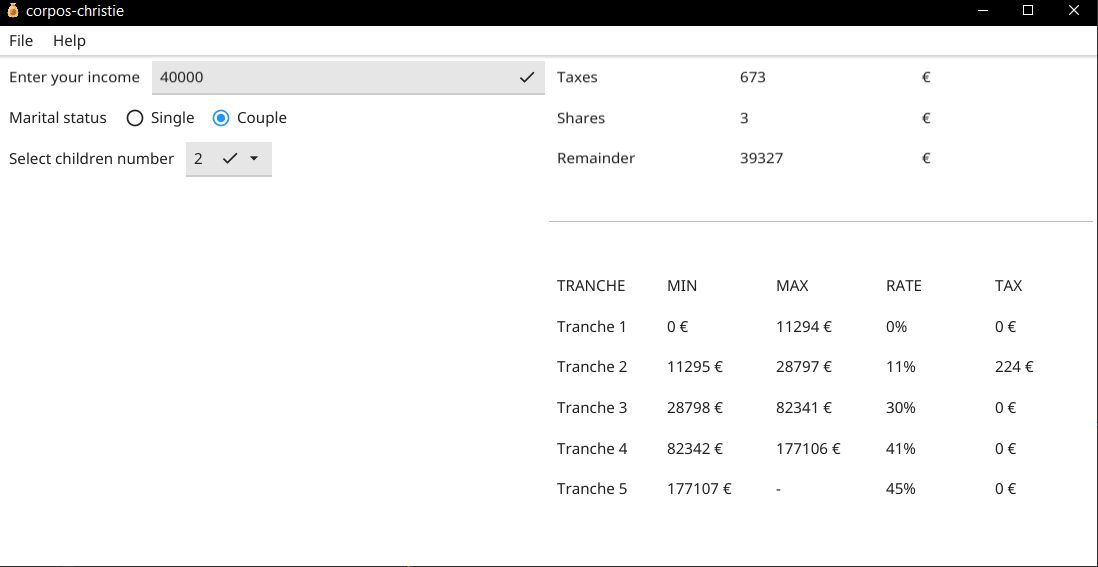 corpos-christie
File Help
Enter your income 40000
Marital status Single Couple
Select children number 2
Taxes 673 €
Shares 3 €
Remainder 39327 €
TRANCHE MIN MAX RATE TAX
Tranche 1 0 € 11294 € 0% 0 €
Tranche 2 11295 € 28797 € 11% 224 €
Tranche 3 28798 € 82341 € 30% 0 €
Tranche 4 82342 € 177106 € 41% 0 €
Tranche 5 177107 € - 45% 0 €